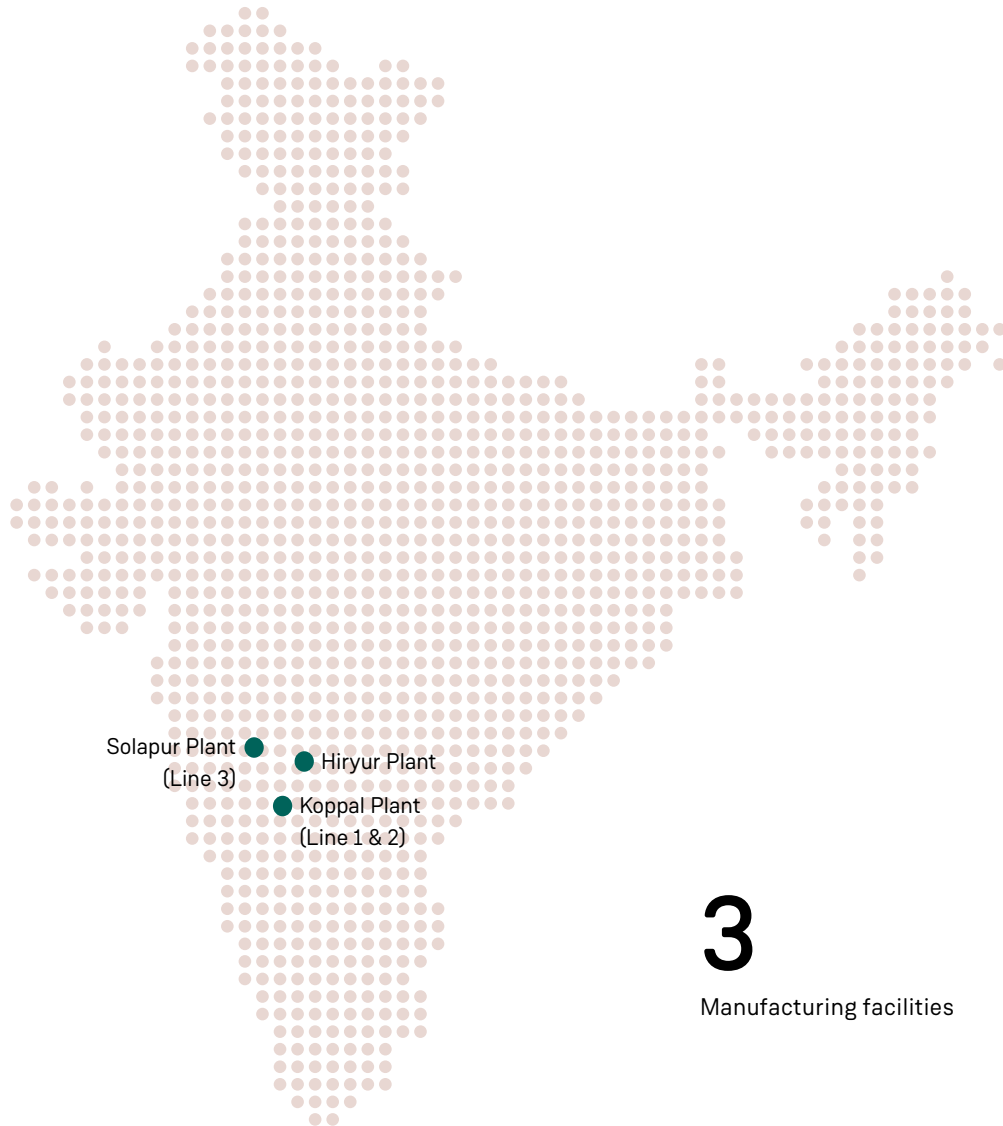 Solapur Plant
(Line 3)
Hiryur Plant
Koppal Plant
(Line 1 & 2)
3
Manufacturing facilities